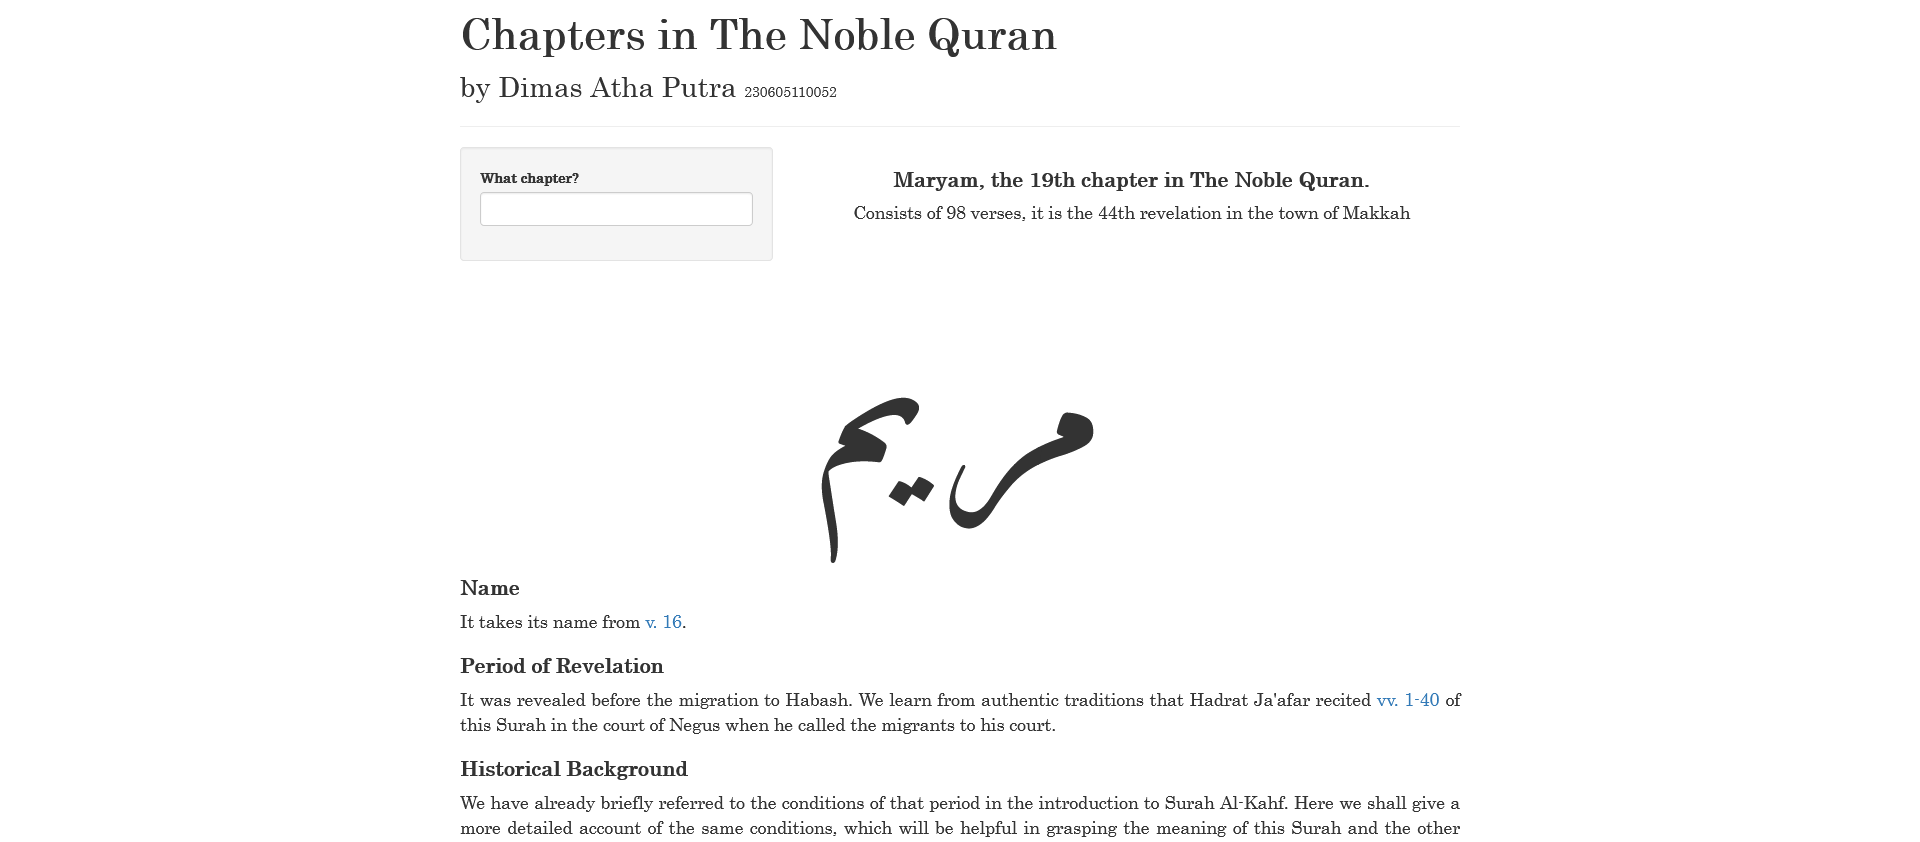 Chapters in The Noble Quran
by Dimas Atha Putra 230605110052
What chapter?
Maryam, the 19th chapter in The Noble Quran.
Consists of 98 verses, it is the 44th revelation in the town of Makkah
مريم
Name
It takes its name from v. 16.
Period of Revelation
It was revealed before the migration to Habash. We learn from authentic traditions that Hadrat Ja'afar recited vv. 1-40 of
this Surah in the court of Negus when he called the migrants to his court.
Historical Background
We have already briefly referred to the conditions of that period in the introduction to Surah Al-Kahf. Here we shall give a
more detailed account of the same conditions, which will be helpful in grasping the meaning of this Surah and the other